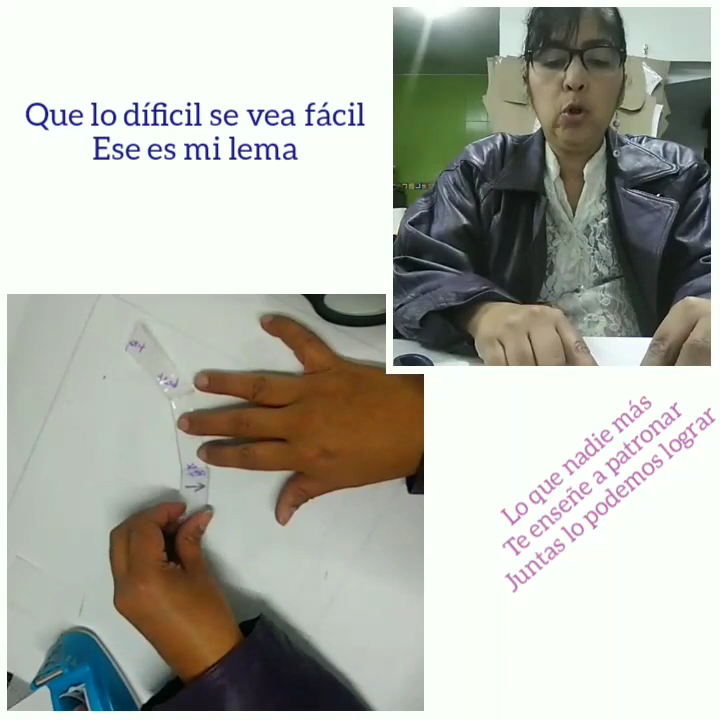 Que lo díficil se vea fácil
Ese es mi lema
Lo que nadie más
Te enseñe a patronar
Juntas lo podemos lograr